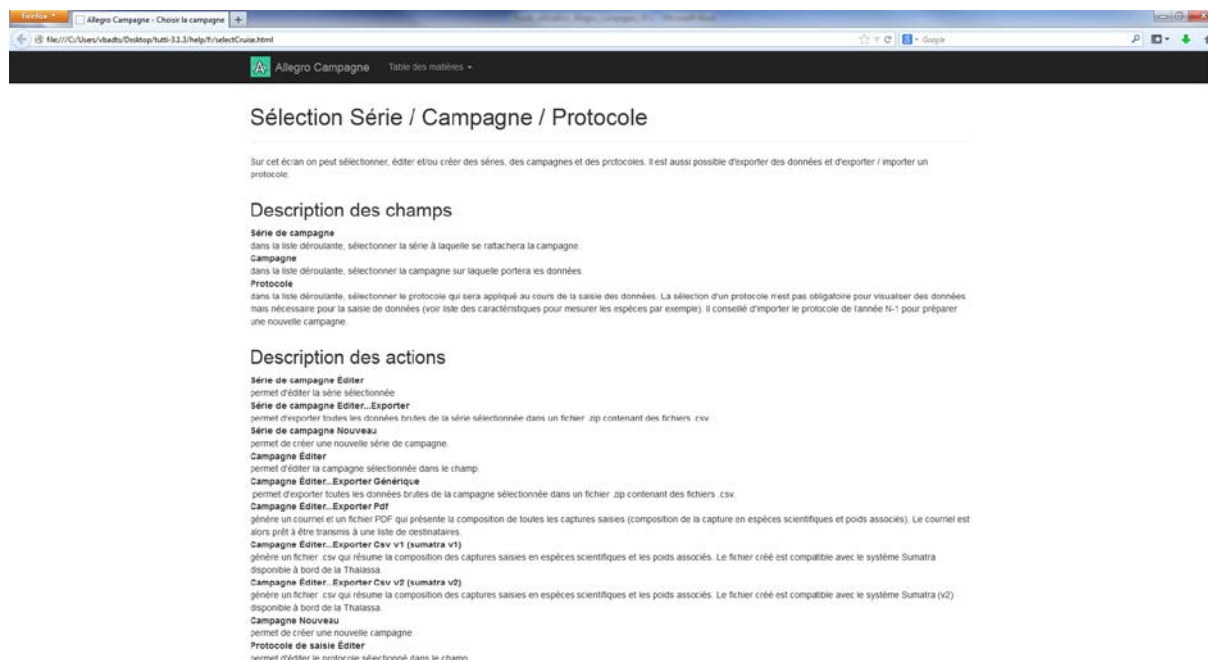 Firefox
Allegro Campagne - Choisir la campagne
file:///C:/Users/vbadts/Desktop/tutti-3.1.3/help/fr/selectCruise.html
Google
Allegro Campagne Table des matières
Sélection Série / Campagne / Protocole
Sur cet écran on peut sélectionner, éditer et/ou créer des séries, des campagnes et des protocoles. Il est aussi possible d'exporter des données et d'exporter / importer un
protocole.
Description des champs
Série de campagne
dans la liste déroulante, sélectionner la série à laquelle se rattachera la campagne.
Campagne
dans la liste déroulante, sélectionner la campagne sur laquelle portera les données.
Protocole
dans la liste déroulante, sélectionner le protocole qui sera appliqué au cours de la saisie des données. La sélection d'un protocole n'est pas obligatoire pour visualiser des données
mais nécessaire pour la saisie de données (voir liste des caractéristiques pour mesurer les espèces par exemple). Il conseillé d'importer le protocole de l'année N-1 pour préparer
une nouvelle campagne.
Description des actions
Série de campagne Éditer
permet d'éditer la série sélectionnée
Série de campagne Editer...Exporter
permet d'exporter toutes les données brutes de la série sélectionnée dans un fichier .zip contenant des fichiers .csv
Série de campagne Nouveau
permet de créer une nouvelle série de campagne.
Campagne Éditer
permet d'éditer la campagne sélectionnée dans le champ.
Campagne Éditer...Exporter Générique
permet d'exporter toutes les données brutes de la campagne sélectionnée dans un fichier .zip contenant des fichiers .csv.
Campagne Éditer...Exporter Pdf
génère un courriel et un fichier PDF qui présente la composition de toutes les captures saisies (composition de la capture en espèces scientifiques et poids associés). Le courriel est
alors prêt à être transmis à une liste de destinataires.
Campagne Éditer...Exporter Csv v1 (sumatra v1)
génère un fichier .csv qui résume la composition des captures saisies en espèces scientifiques et les poids associés. Le fichier créé est compatible avec le système Sumatra
disponible à bord de la Thalassa.
Campagne Éditer...Exporter Csv v2 (sumatra v2)
génère un fichier .csv qui résume la composition des captures saisies en espèces scientifiques et les poids associés. Le fichier créé est compatible avec le système Sumatra (v2)
disponible à bord de la Thalassa.
Campagne Nouveau
permet de créer une nouvelle campagne
Protocole de saisie Éditer
permet d'éditer le protocole sélectionné dans le champ